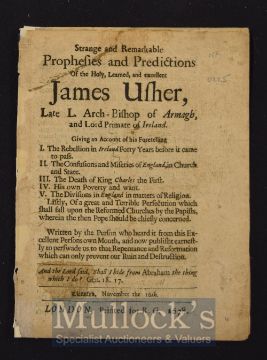 Strange and Remarkable
Prophesies and Predictions
Of the Holy, Learned, and excellent
James Usher,
Late L. Arch-Bishop of Armagh,
and Lord Primate of Ireland.
Giving an Account of his Foretelling
I. The Rebellion in Ireland Forty Years before it came
to pass.
II. The Confusions and Miseries of England, in Church
and State.
III. The Death of King Charles the First.
IV. His own Poverty and want.
V. The Divisions in England in matters of Religion.
Lastly, Of a great and Terrible Persecution which
shall fall upon the Reformed Churches by the Papists,
wherein the then Pope should be chiefly concerned.
Written by the Person who heard it from this Ex-
cellent Persons own Mouth, and now publisht earnest-
ly to perswade us to that Repentance and Reformation
which can only prevent our Ruin and Destruction.
And the Lord said, Shall I hide from Abraham the thing
which I do? Gen. 18. 17.
November the 16th.
LONDON, Printed for R. G. 1678.
Mullock's
Auctioneers & Valuers